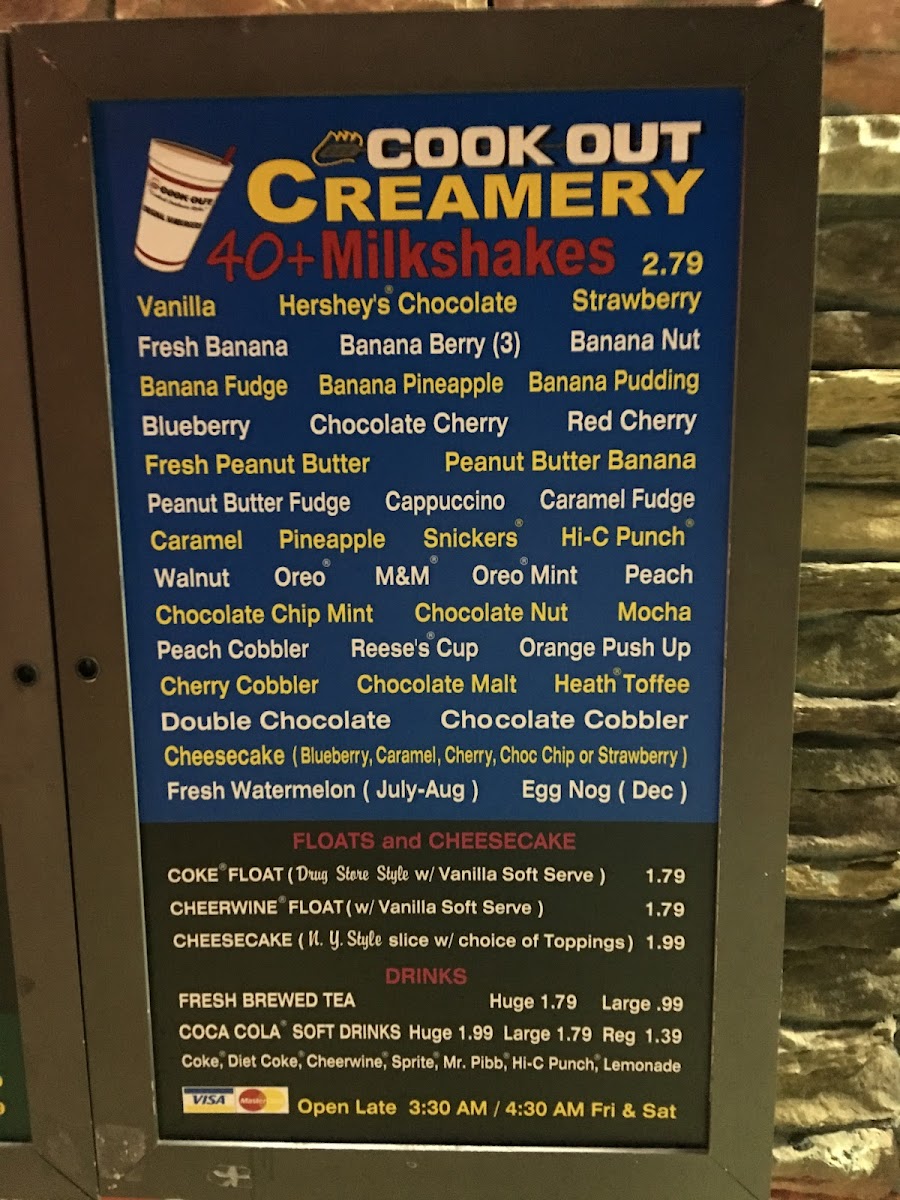 COOK OUT
CREAMERY
COOK OUT
40+ Milkshakes 2.79
Vanilla Hershey's® Chocolate Strawberry
Fresh Banana Banana Berry (3) Banana Nut
Banana Fudge Banana Pineapple Banana Pudding
Blueberry Chocolate Cherry Red Cherry
Fresh Peanut Butter Peanut Butter Banana
Peanut Butter Fudge Cappuccino Caramel Fudge
Caramel Pineapple Snickers® Hi-C Punch®
Walnut Oreo® M&M® Oreo® Mint Peach
Chocolate Chip Mint Chocolate Nut Mocha
Peach Cobbler Reese's® Cup Orange Push Up
Cherry Cobbler Chocolate Malt Heath® Toffee
Double Chocolate Chocolate Cobbler
Cheesecake ( Blueberry, Caramel, Cherry, Choc Chip or Strawberry )
Fresh Watermelon ( July-Aug ) Egg Nog ( Dec )
FLOATS and CHEESECAKE
COKE® FLOAT ( Drug Store Style w/ Vanilla Soft Serve ) 1.79
CHEERWINE® FLOAT ( w/ Vanilla Soft Serve ) 1.79
CHEESECAKE ( N. Y. Style slice w/ choice of Toppings ) 1.99
DRINKS
FRESH BREWED TEA Huge 1.79 Large .99
COCA COLA® SOFT DRINKS Huge 1.99 Large 1.79 Reg 1.39
Coke®, Diet Coke®, Cheerwine®, Sprite®, Mr. Pibb®, Hi-C Punch®, Lemonade
VISA MasterCard Open Late 3:30 AM / 4:30 AM Fri & Sat